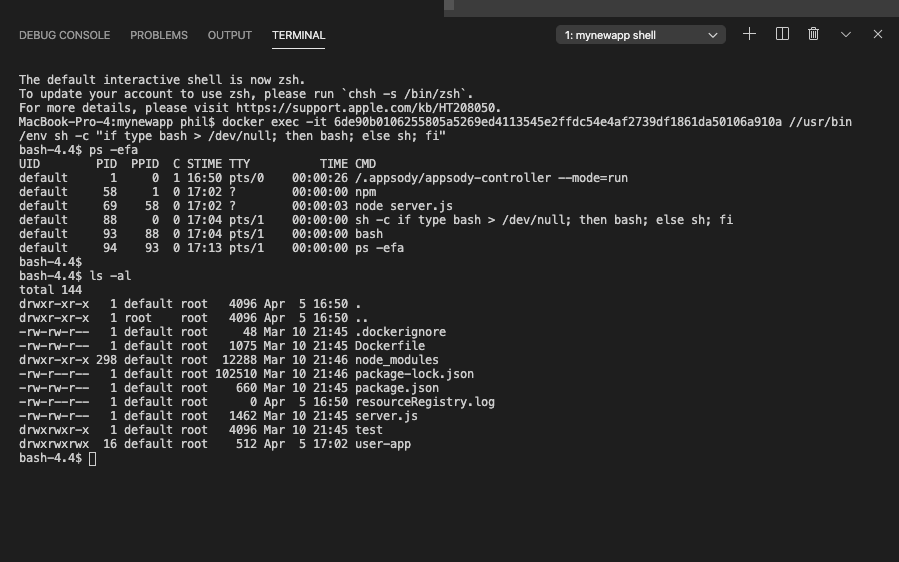 DEBUG CONSOLE PROBLEMS OUTPUT TERMINAL 1: mynewapp shell
The default interactive shell is now zsh.
To update your account to use zsh, please run `chsh -s /bin/zsh`.
For more details, please visit https://support.apple.com/kb/HT208050.
MacBook-Pro-4:mynewapp phil$ docker exec -it 6de90b0106255805a5269ed4113545e2ffdc54e4af2739df1861da50106a910a //usr/bin
/env sh -c "if type bash > /dev/null; then bash; else sh; fi"
bash-4.4$ ps -efa
UID        PID  PPID  C STIME TTY          TIME CMD
default      1     0  1 16:50 pts/0    00:00:26 /.appsody/appsody-controller --mode=run
default     58     1  0 17:02 ?        00:00:00 npm
default     69    58  0 17:02 ?        00:00:03 node server.js
default     88     0  0 17:04 pts/1    00:00:00 sh -c if type bash > /dev/null; then bash; else sh; fi
default     93    88  0 17:04 pts/1    00:00:00 bash
default     94    93  0 17:13 pts/1    00:00:00 ps -efa
bash-4.4$
bash-4.4$ ls -al
total 144
drwxr-xr-x   1 default root   4096 Apr  5 16:50 .
drwxr-xr-x   1 root    root   4096 Apr  5 16:50 ..
-rw-rw-r--   1 default root     48 Mar 10 21:45 .dockerignore
-rw-rw-r--   1 default root   1075 Mar 10 21:45 Dockerfile
drwxr-xr-x 298 default root  12288 Mar 10 21:46 node_modules
-rw-r--r--   1 default root 102510 Mar 10 21:46 package-lock.json
-rw-rw-r--   1 default root    660 Mar 10 21:45 package.json
-rw-r--r--   1 default root      0 Apr  5 16:50 resourceRegistry.log
-rw-rw-r--   1 default root   1462 Mar 10 21:45 server.js
drwxrwxr-x   1 default root   4096 Mar 10 21:45 test
drwxrwxrwx  16 default root    512 Apr  5 17:02 user-app
bash-4.4$